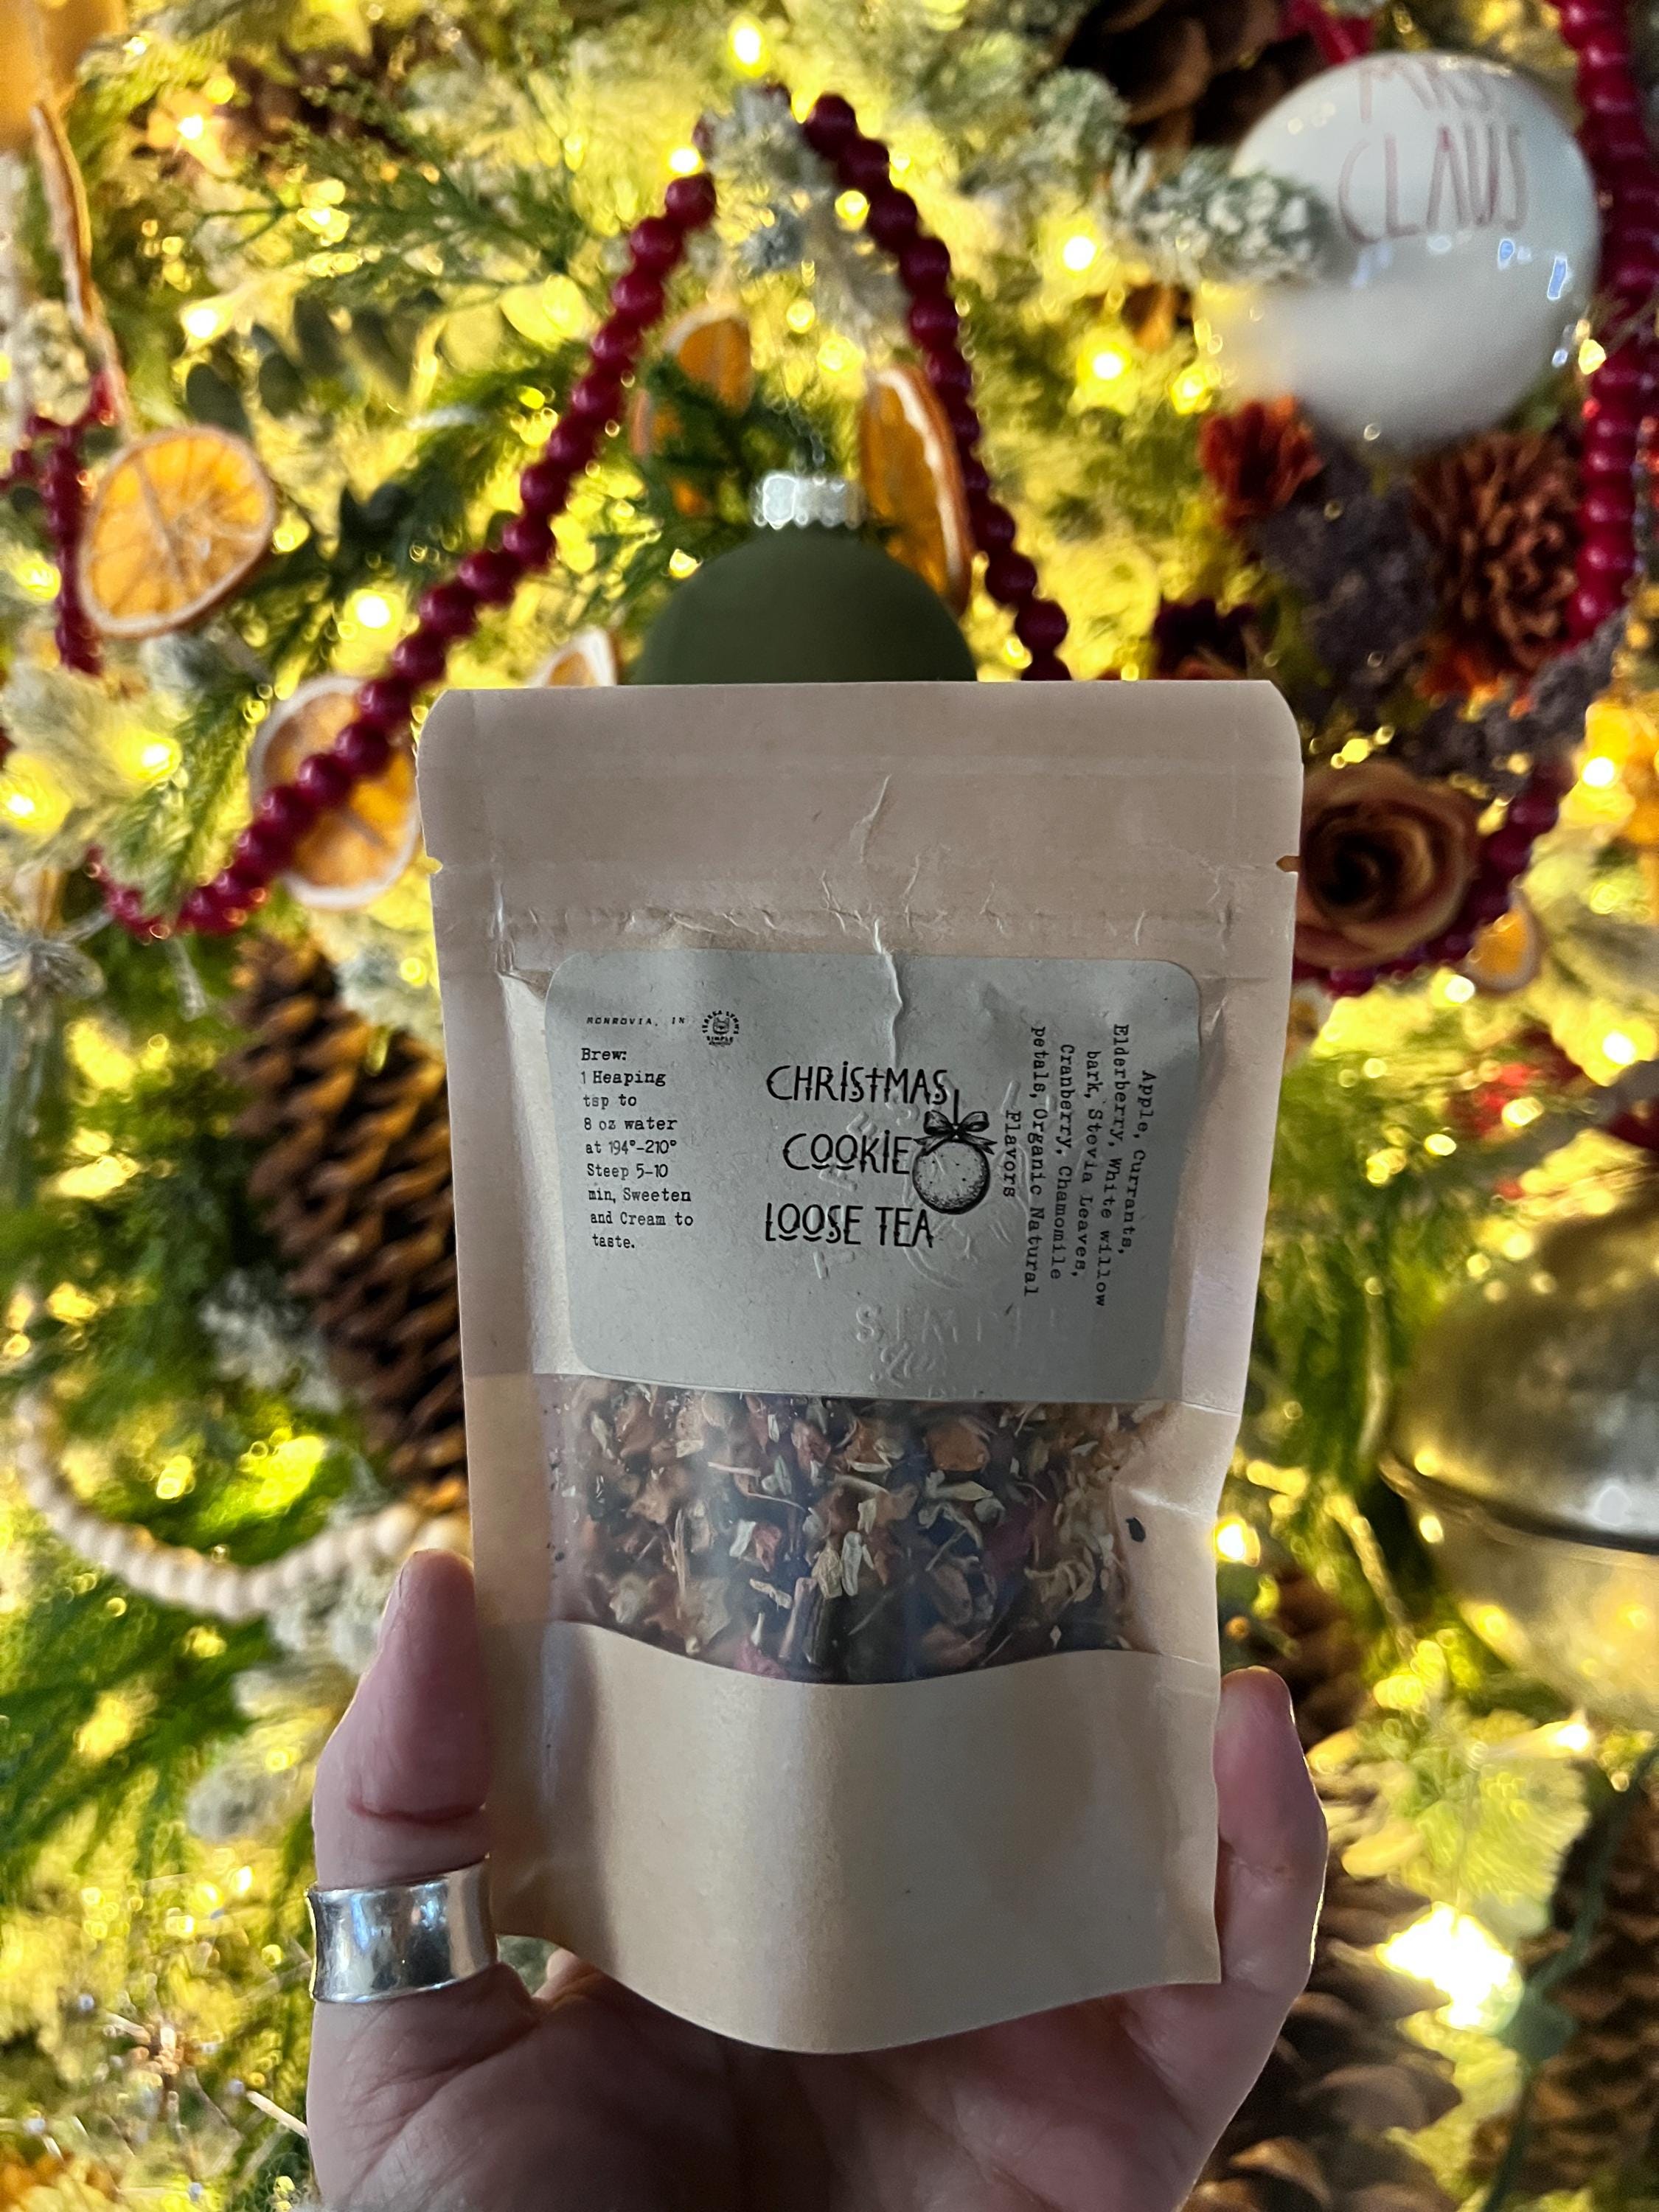 MRS.
CLAUS
MONROVIA, IN
Brew:
1 Heaping
tsp to
8 oz water
at 194°-210°
Steep 5-10
min, Sweeten
and Cream to
taste.
CHRISTMAS
COOKIE
LOOSE TEA
Apple, Currants,
Elderberry, White willow
bark, Stevia Leaves,
Cranberry, Chamomile
petals, Organic Natural
Flavors